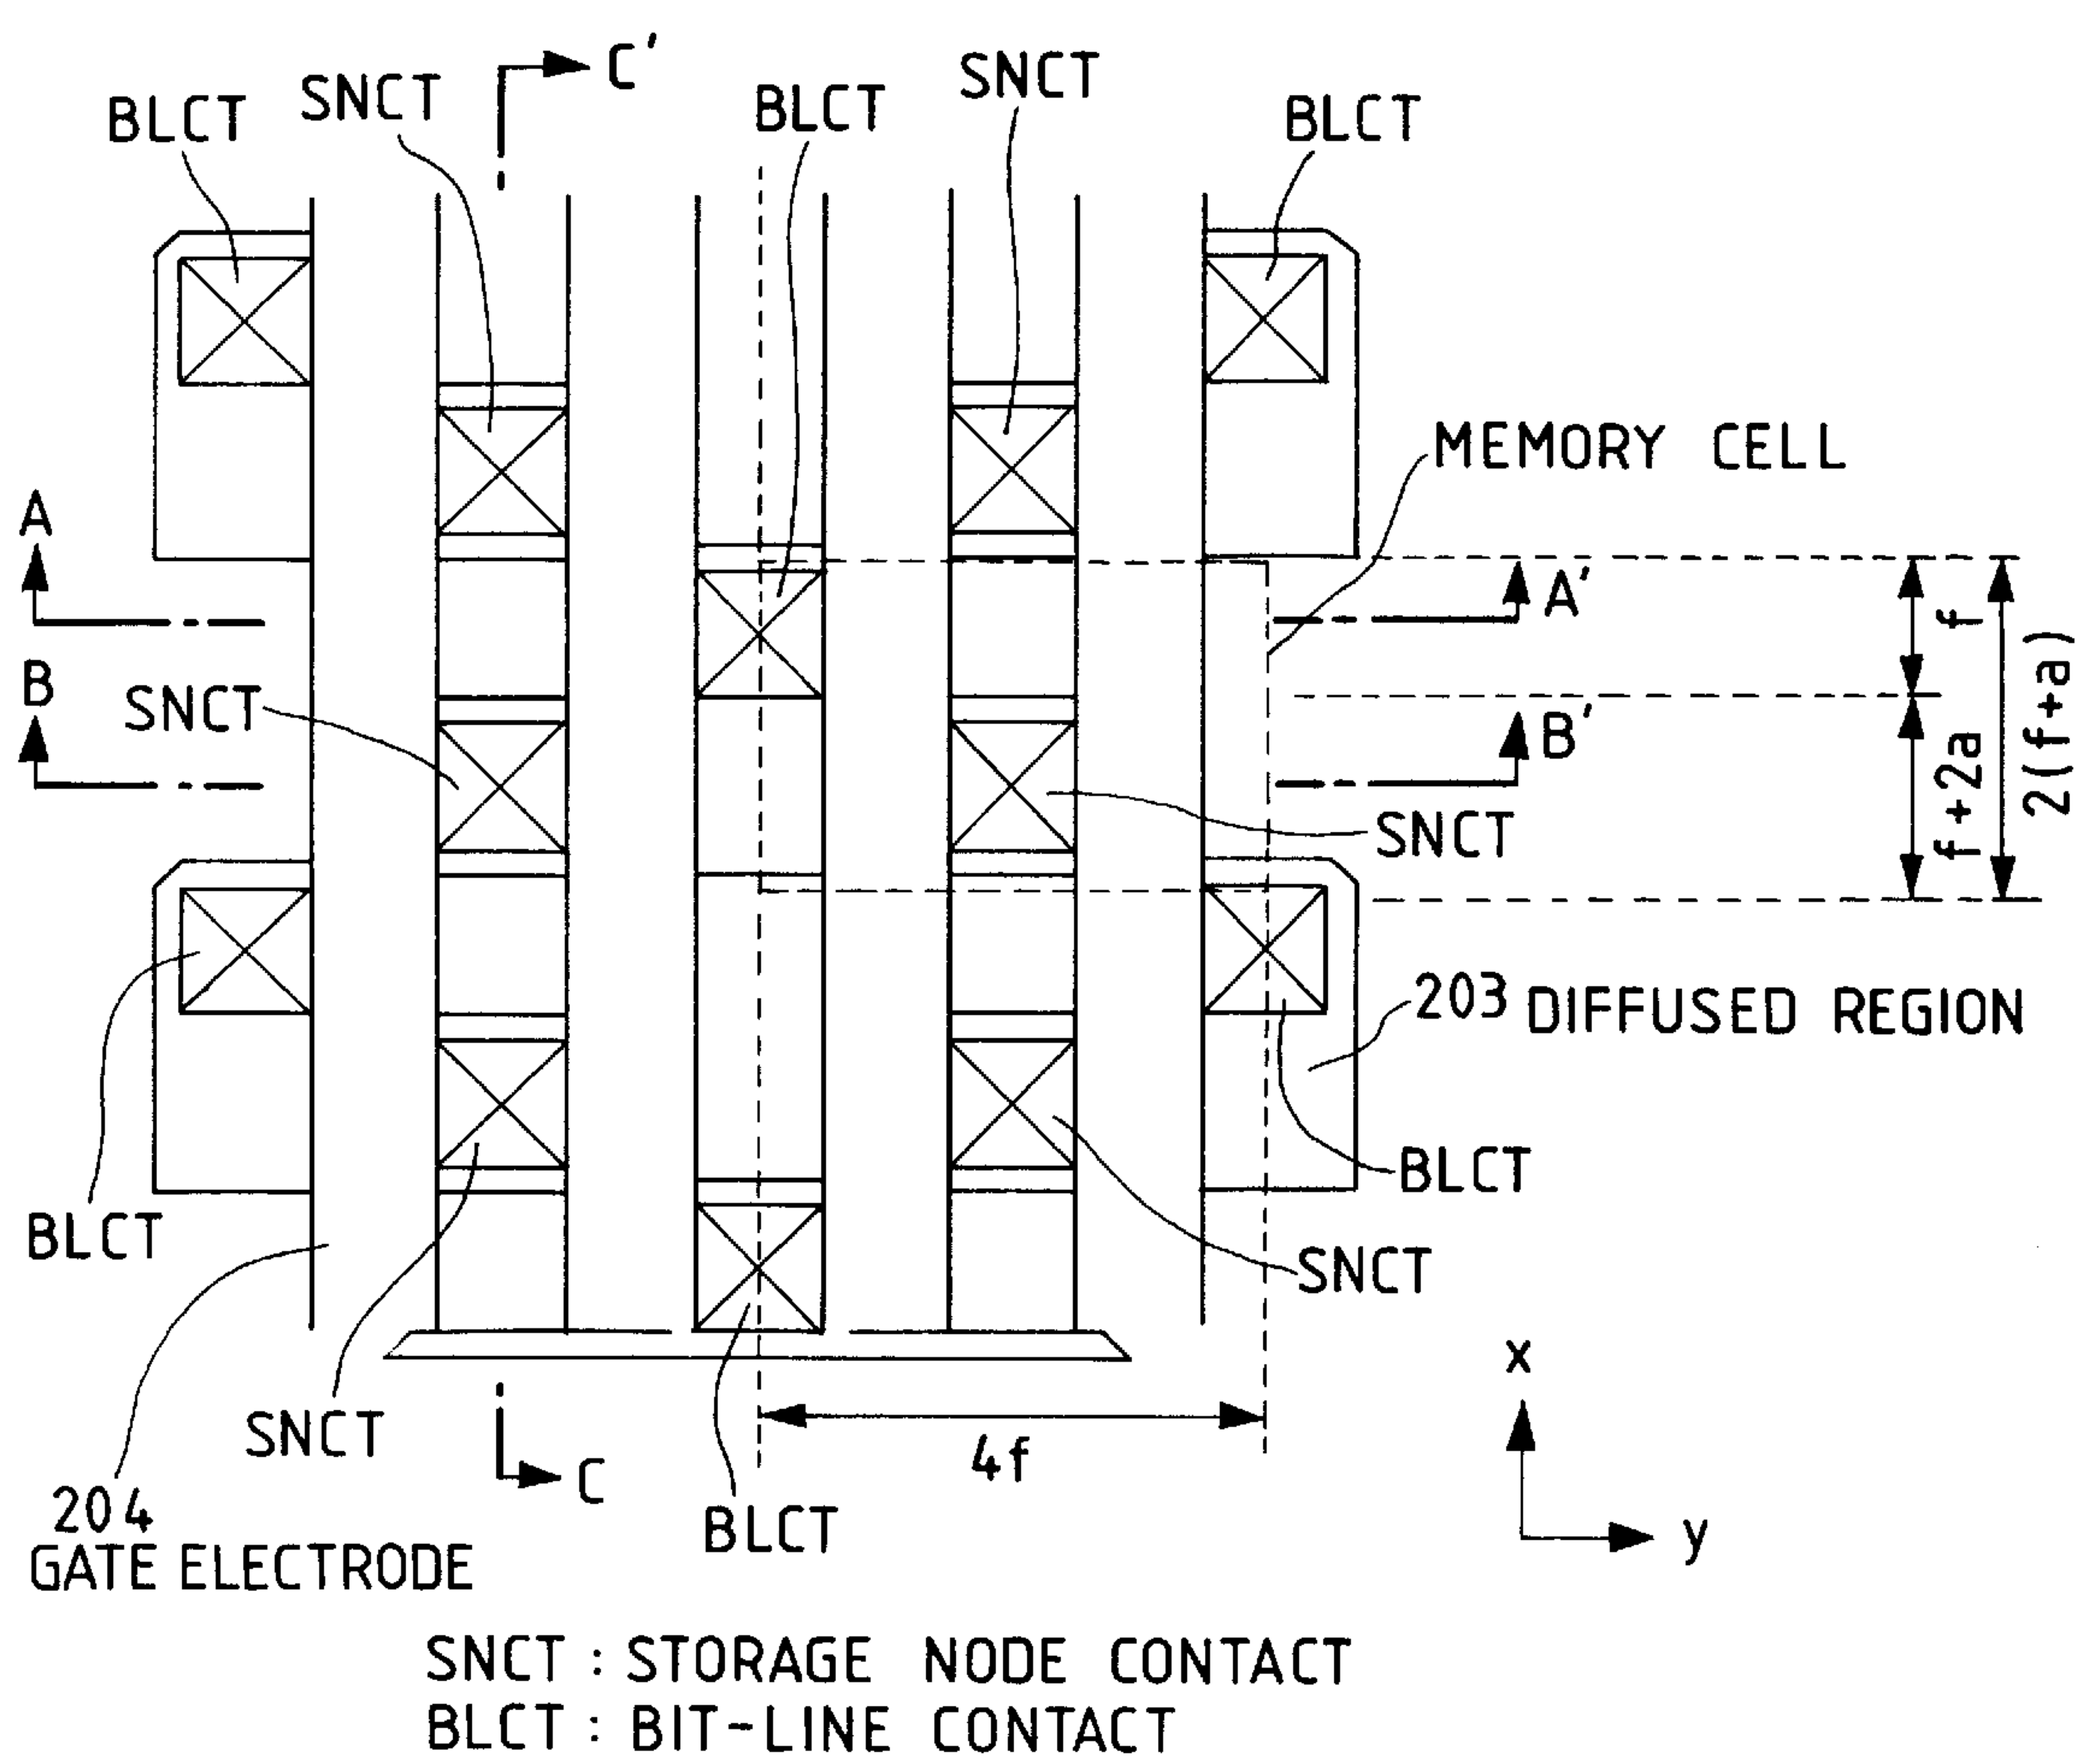 C'
SNCT
SNCT
BLCT
BLCT
BLCT
MEMORY CELL
A
A'
f
B
SNCT
B'
f+2a
2(f+a)
SNCT
203 DIFFUSED REGION
BLCT
BLCT
SNCT
x
SNCT
4f
C
204
BLCT
y
GATE ELECTRODE
SNCT : STORAGE NODE CONTACT
BLCT : BIT-LINE CONTACT